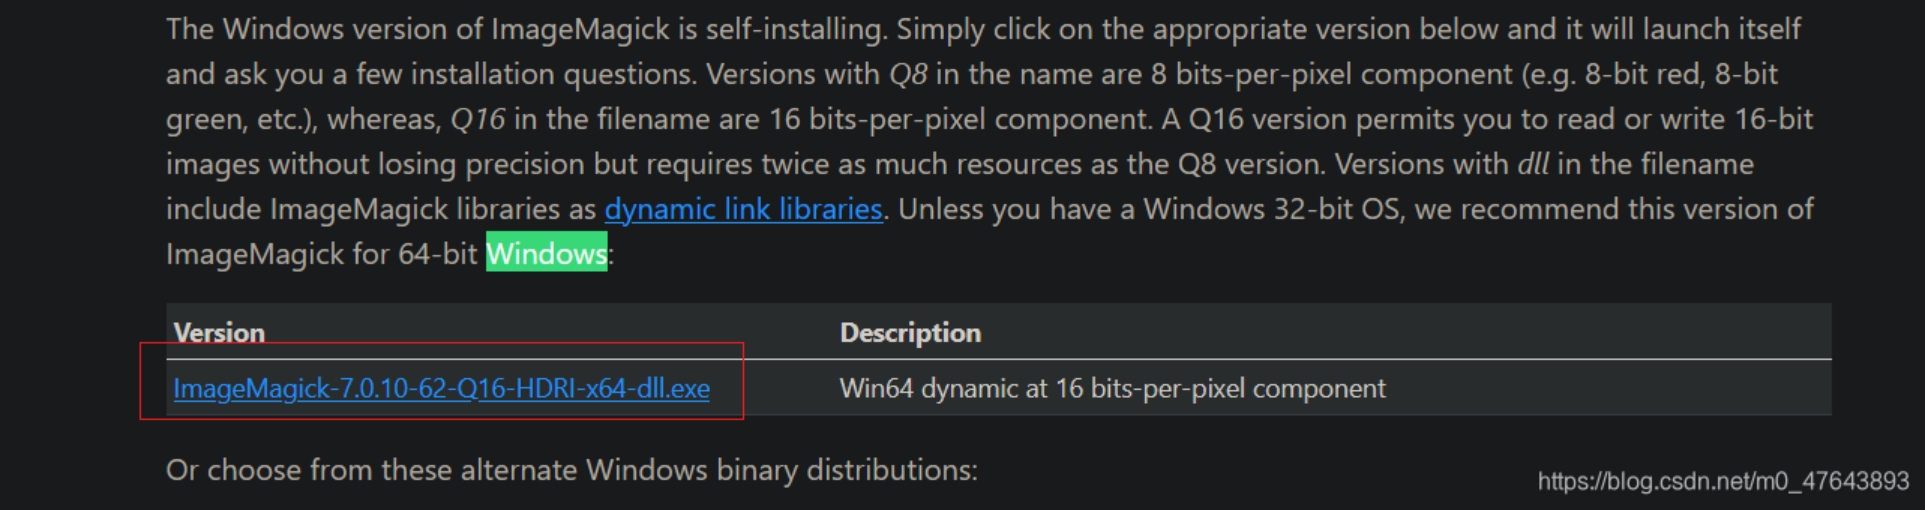 The Windows version of ImageMagick is self-installing. Simply click on the appropriate version below and it will launch itself
and ask you a few installation questions. Versions with Q8 in the name are 8 bits-per-pixel component (e.g. 8-bit red, 8-bit
green, etc.), whereas, Q16 in the filename are 16 bits-per-pixel component. A Q16 version permits you to read or write 16-bit
images without losing precision but requires twice as much resources as the Q8 version. Versions with dll in the filename
include ImageMagick libraries as dynamic link libraries. Unless you have a Windows 32-bit OS, we recommend this version of
ImageMagick for 64-bit Windows:
Version Description
ImageMagick-7.0.10-62-Q16-HDRI-x64-dll.exe Win64 dynamic at 16 bits-per-pixel component
Or choose from these alternate Windows binary distributions:
https://blog.csdn.net/m0_47643893